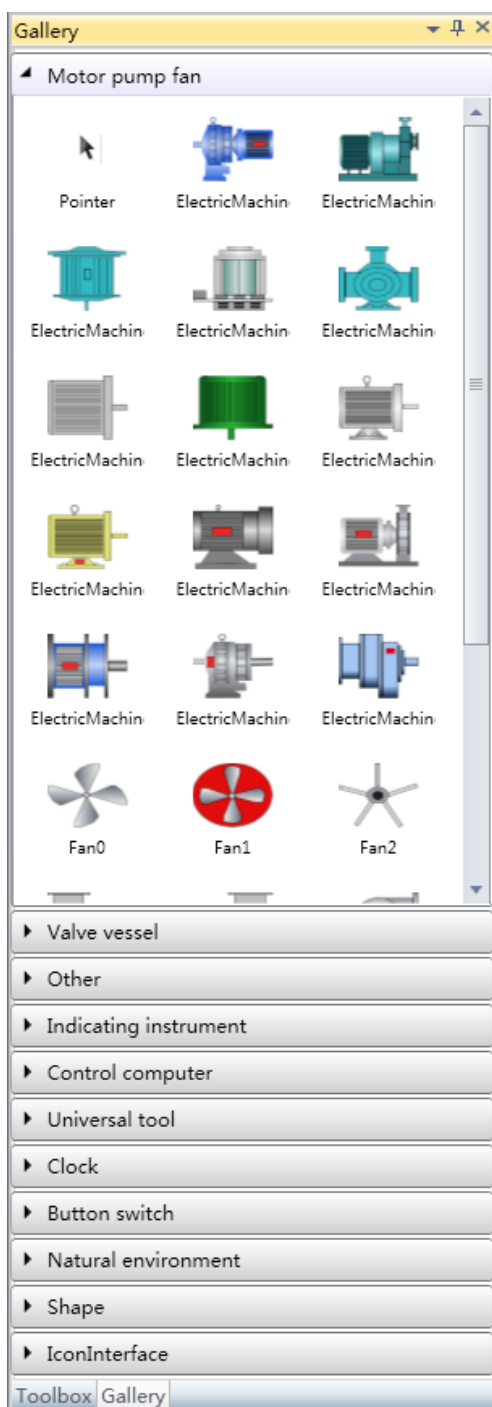 Gallery
Motor pump fan
Pointer ElectricMachin ElectricMachin
ElectricMachin ElectricMachin ElectricMachin
ElectricMachin ElectricMachin ElectricMachin
ElectricMachin ElectricMachin ElectricMachin
ElectricMachin ElectricMachin ElectricMachin
Fan0 Fan1 Fan2
Valve vessel
Other
Indicating instrument
Control computer
Universal tool
Clock
Button switch
Natural environment
Shape
IconInterface
Toolbox Gallery